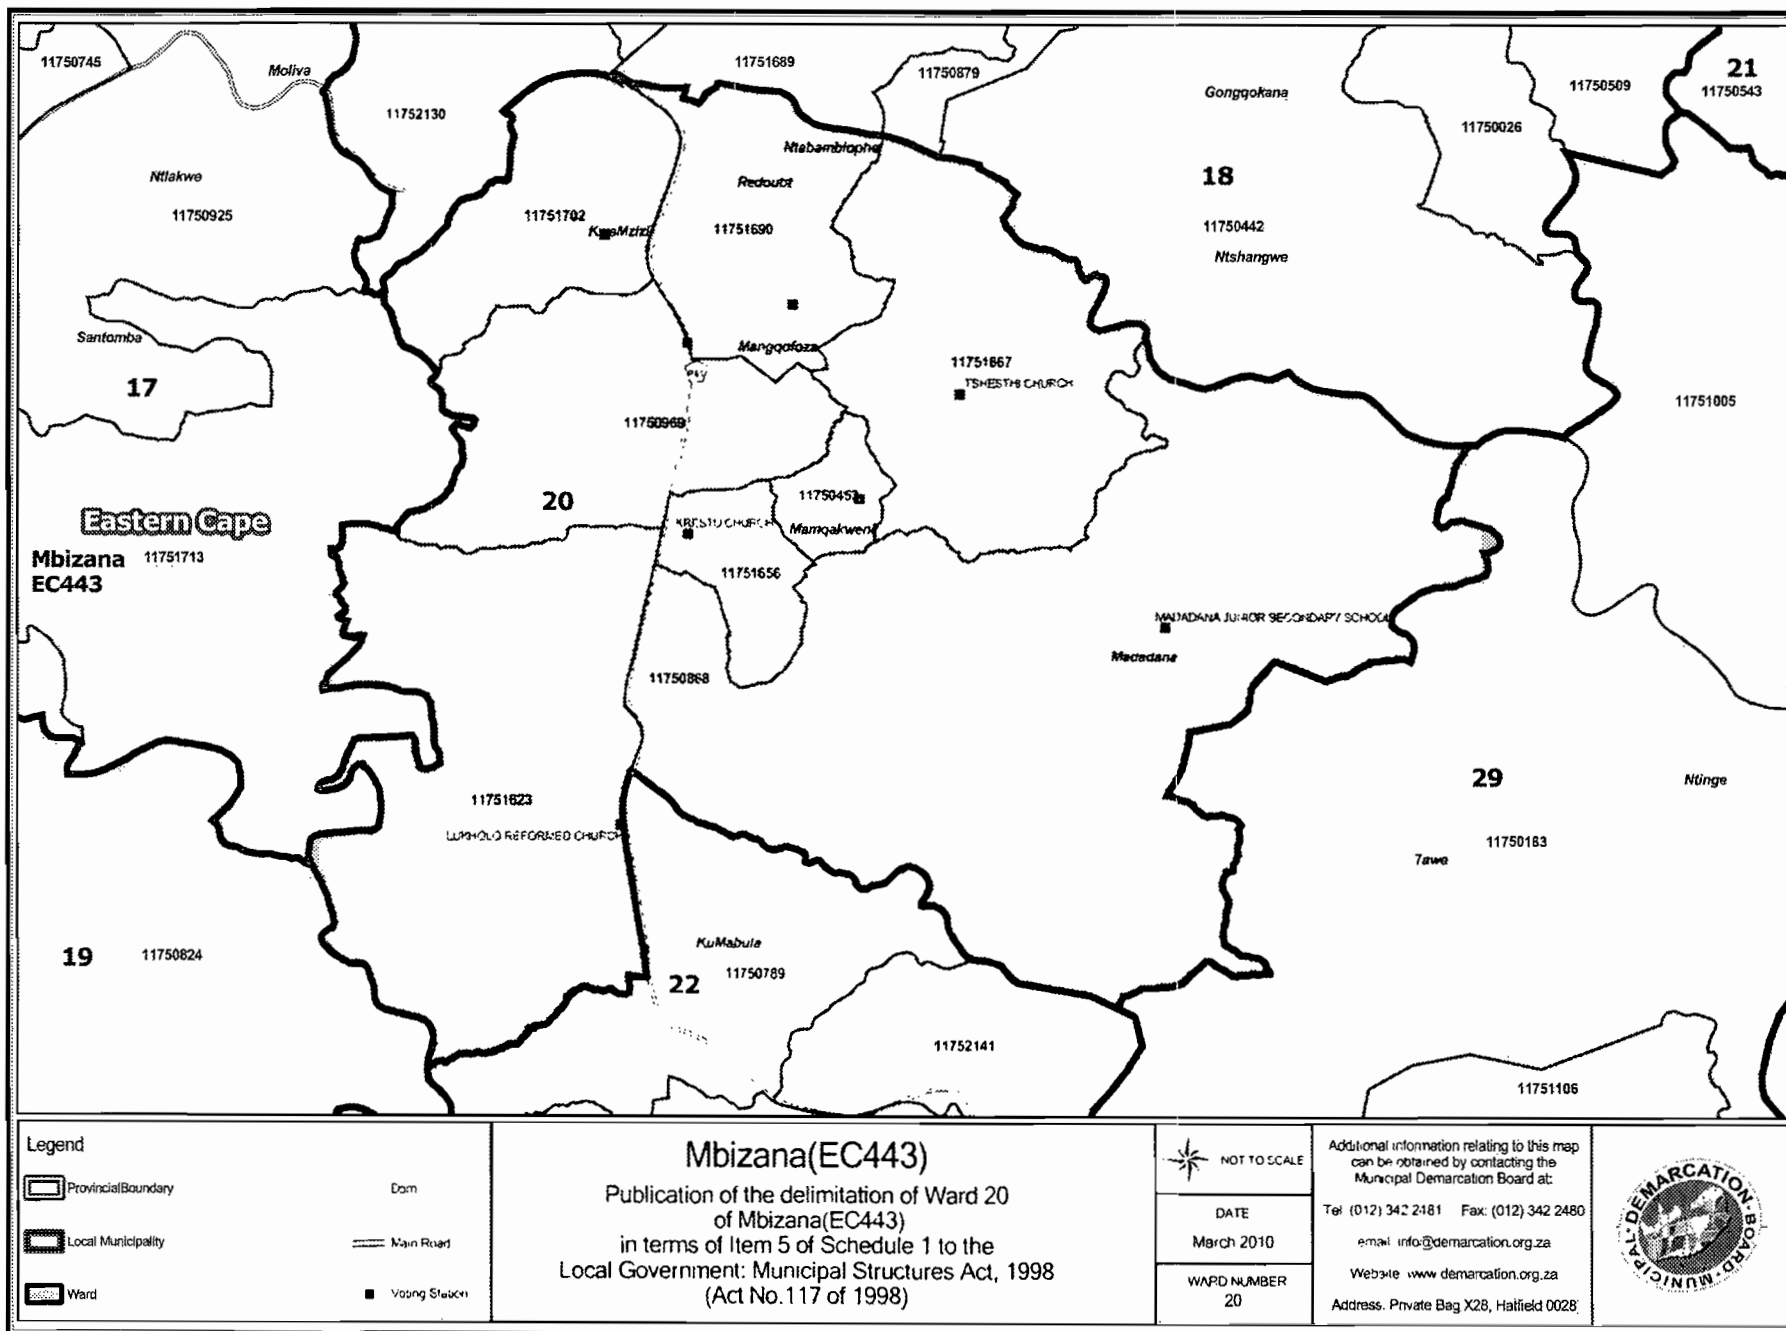 11750745
Moliva
11752130
11751689
11750879
Gongqokana
11750509
21
11750543
11750026
Ntlakwe
11750925
11751702
KwaMzizi
Ntabambiophe
Redoubt
11751690
18
11750442
Ntshangwe
Santomba
17
Mangqofoza
11751667
TSHESTHI CHURCH
11751005
11750969
20
11750457
Mamqakweni
KRESTU CHURCH
11751656
Eastern Cape
Mbizana
EC443
11751713
MADADANA JUNIOR SECONDARY SCHOOL
Madadana
11750868
11751623
LUKHOLO REFORMED CHURCH
29
Ntinge
11750183
Tawe
19
11750824
KuMabula
22
11750789
11752141
11751106
Legend
Provincial Boundary
Dam
Local Municipality
Main Road
Ward
Voting Station
Mbizana(EC443)
Publication of the delimitation of Ward 20
of Mbizana(EC443)
in terms of Item 5 of Schedule 1 to the
Local Government: Municipal Structures Act, 1998
(Act No.117 of 1998)
NOT TO SCALE
DATE
March 2010
WARD NUMBER
20
Additional information relating to this map
can be obtained by contacting the
Municipal Demarcation Board at:
Tel (012) 342 2481 Fax: (012) 342 2480
email info@demarcation.org.za
Website www demarcation.org.za
Address. Private Bag X28, Hatfield 0028
MUNICIPAL DEMARCATION BOARD